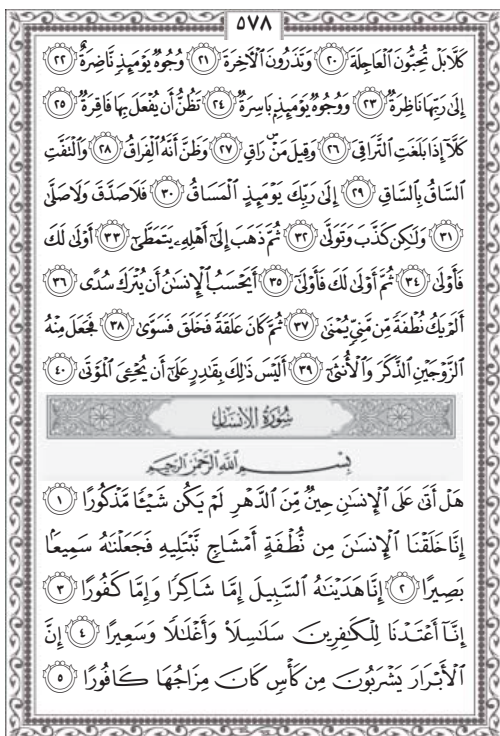 ٥٧٨
كَلَّا بَلْ تُحِبُّونَ ٱلْعَاجِلَةَ ٢٠ وَتَذَرُونَ ٱلْأَخِرَةَ ٢١ وُجُوهٌ يَوْمَئِذٍ نَّاضِرَةٌ ٢٢
إِلَىٰ رَبِّهَا نَاظِرَةٌ ٢٣ وَوُجُوهٌ يَوْمَئِذٍ بَاسِرَةٌ ٢٤ تَظُنُّ أَن يُفْعَلَ بِهَا فَاقِرَةٌ ٢٥
كَلَّآ إِذَا بَلَغَتِ ٱلتَّرَاقِيَ ٢٦ وَقِيلَ مَنْ رَاقٍ ٢٧ وَظَنَّ أَنَّهُ ٱلْفِرَاقُ ٢٨ وَٱلْتَفَّتِ
ٱلسَّاقُ بِٱلسَّاقِ ٢٩ إِلَىٰ رَبِّكَ يَوْمَئِذٍ ٱلْمَسَاقُ ٣٠ فَلَا صَدَّقَ وَلَا صَلَّىٰ
٣١ وَلَٰكِن كَذَّبَ وَتَوَلَّىٰ ٣٢ ثُمَّ ذَهَبَ إِلَىٰٓ أَهْلِهِۦ يَتَمَطَّىٰٓ ٣٣ أَوْلَىٰ لَكَ
فَأَوْلَىٰ ٣٤ ثُمَّ أَوْلَىٰ لَكَ فَأَوْلَىٰٓ ٣٥ أَيَحْسَبُ ٱلْإِنسَٰنُ أَن يُتْرَكَ سُدًى ٣٦
أَلَمْ يَكُ نُطْفَةً مِّن مَّنِيٍّ يُمْنَىٰ ٣٧ ثُمَّ كَانَ عَلَقَةً فَخَلَقَ فَسَوَّىٰ ٣٨ فَجَعَلَ مِنْهُ
ٱلزَّوْجَيْنِ ٱلذَّكَرَ وَٱلْأُنثَىٰٓ ٣٩ أَلَيْسَ ذَٰلِكَ بِقَٰدِرٍ عَلَىٰٓ أَن يُحْـِۧيَ ٱلْمَوْتَىٰ ٤٠
سُورَةُ الإِنسَانِ
بِسْمِ ٱللَّهِ ٱلرَّحْمَٰنِ ٱلرَّحِيمِ
هَلْ أَتَىٰ عَلَى ٱلْإِنسَٰنِ حِينٌ مِّنَ ٱلدَّهْرِ لَمْ يَكُن شَيْـًٔا مَّذْكُورًا ١
إِنَّا خَلَقْنَا ٱلْإِنسَٰنَ مِن نُّطْفَةٍ أَمْشَاجٍ نَّبْتَلِيهِ فَجَعَلْنَٰهُ سَمِيعًۢا
بَصِيرًا ٢ إِنَّا هَدَيْنَٰهُ ٱلسَّبِيلَ إِمَّا شَاكِرًا وَإِمَّا كَفُورًا ٣
إِنَّآ أَعْتَدْنَا لِلْكَٰفِرِينَ سَلَٰسِلَا۟ وَأَغْلَٰلًا وَسَعِيرًا ٤ إِنَّ
ٱلْأَبْرَارَ يَشْرَبُونَ مِن كَأْسٍ كَانَ مِزَاجُهَا كَافُورًا ٥